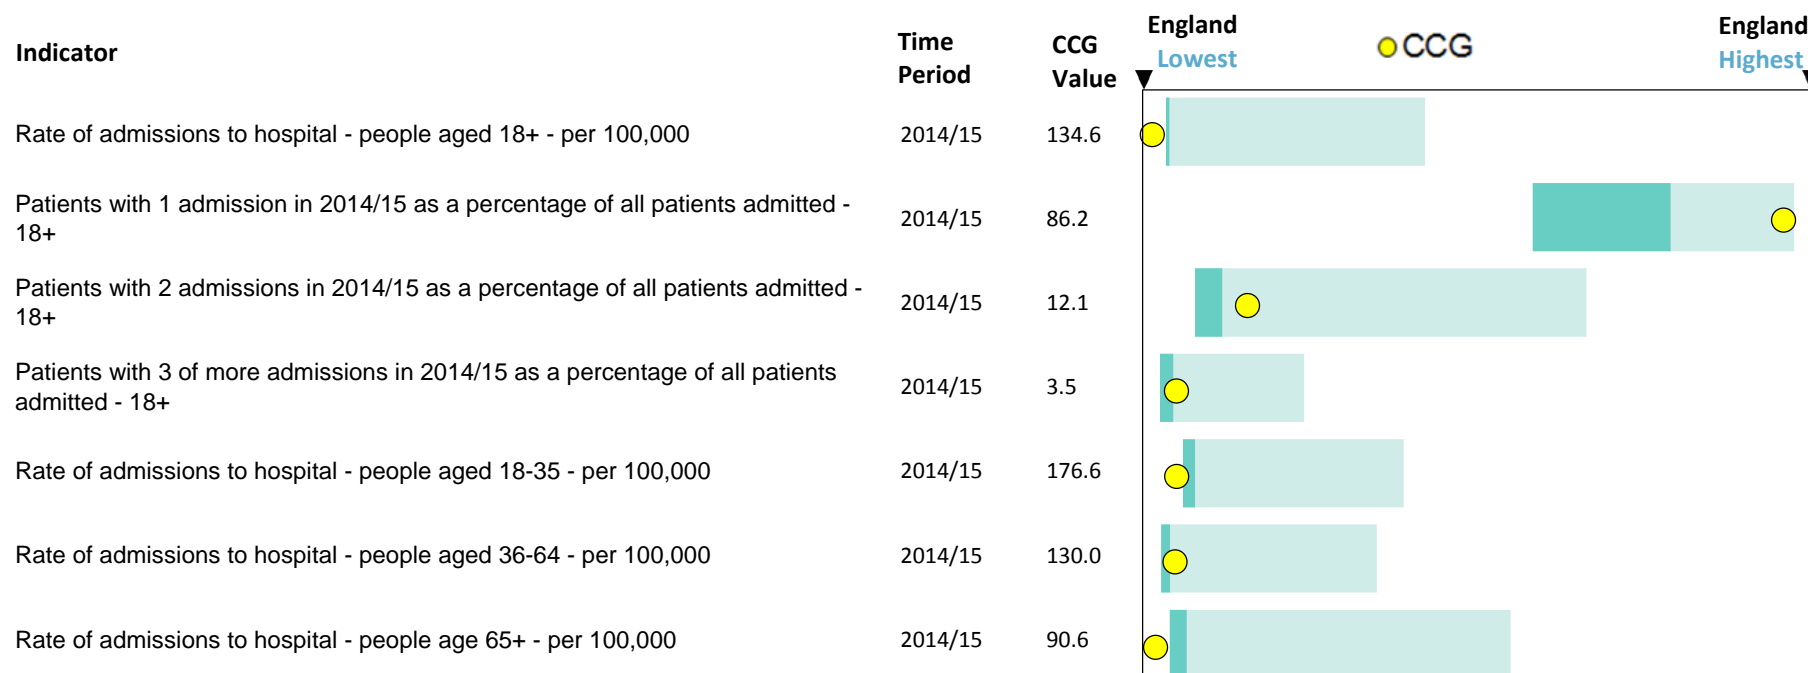 Indicator
Time Period
CCG Value
England Lowest
CCG
England Highest
Rate of admissions to hospital - people aged 18+ - per 100,000 2014/15 134.6
Patients with 1 admission in 2014/15 as a percentage of all patients admitted -
18+
2014/15 86.2
Patients with 2 admissions in 2014/15 as a percentage of all patients admitted -
18+
2014/15 12.1
Patients with 3 of more admissions in 2014/15 as a percentage of all patients
admitted - 18+
2014/15 3.5
Rate of admissions to hospital - people aged 18-35 - per 100,000 2014/15 176.6
Rate of admissions to hospital - people aged 36-64 - per 100,000 2014/15 130.0
Rate of admissions to hospital - people age 65+ - per 100,000 2014/15 90.6